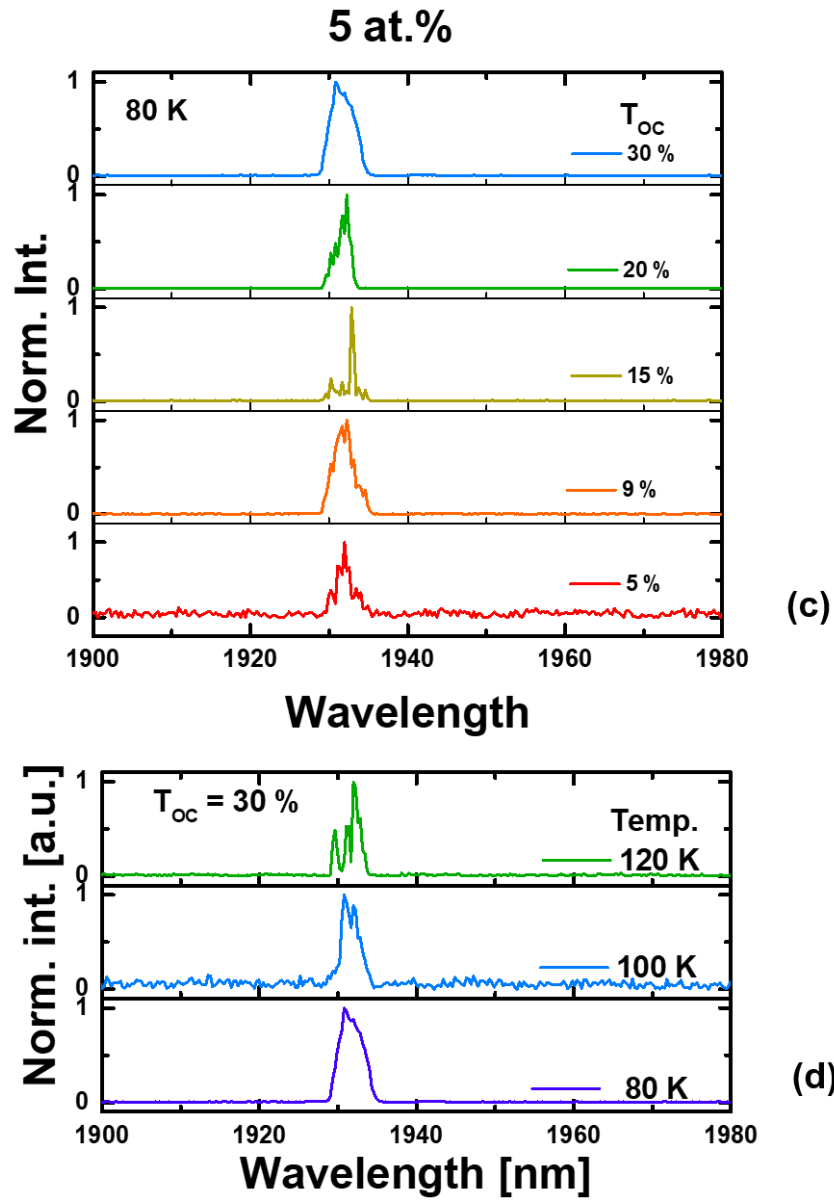 5 at.%
1
80 K
T_OC
30 %
0
1
20 %
0
1
15 %
0
1
9 %
0
1
5 %
0
Norm. Int.
(c)
1900 1920 1940 1960 1980
Wavelength
1
T_OC = 30 %
Temp.
120 K
0
1
100 K
0
1
80 K
0
Norm. int. [a.u.]
(d)
1900 1920 1940 1960 1980
Wavelength [nm]